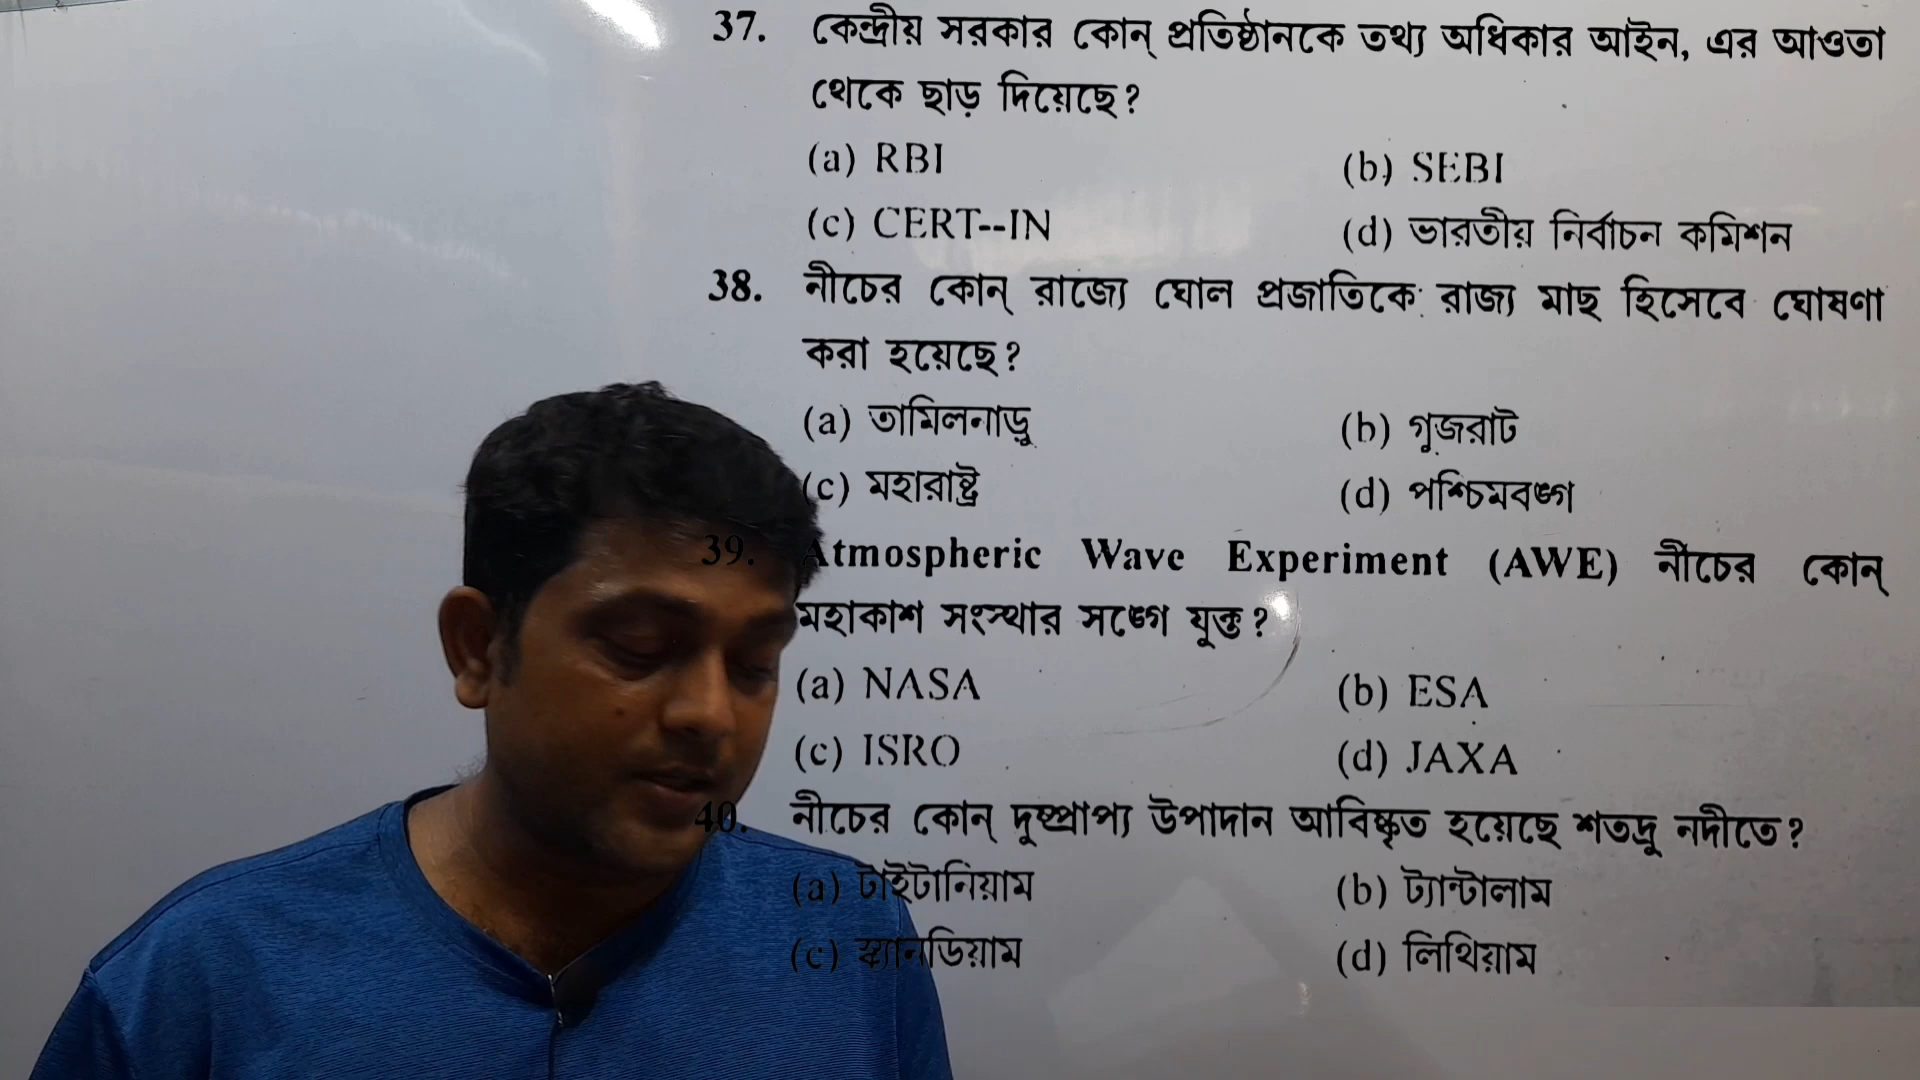 37. কেন্দ্রীয় সরকার কোন্ প্রতিষ্ঠানকে তথ্য অধিকার আইন, এর আওতা
থেকে ছাড় দিয়েছে?
(a) RBI (b) SEBI
(c) CERT--IN (d) ভারতীয় নির্বাচন কমিশন
38. নীচের কোন্ রাজ্যে ঘোল প্রজাতিকে রাজ্য মাছ হিসেবে ঘোষণা
করা হয়েছে?
(a) তামিলনাড়ু (b) গুজরাট
(c) মহারাষ্ট্র (d) পশ্চিমবঙ্গ
39. Atmospheric Wave Experiment (AWE) নীচের কোন্
মহাকাশ সংস্থার সঙ্গে যুক্ত?
(a) NASA (b) ESA
(c) ISRO (d) JAXA
40. নীচের কোন্ দুষ্প্রাপ্য উপাদান আবিষ্কৃত হয়েছে শতদ্রু নদীতে?
(a) টাইটানিয়াম (b) ট্যান্টালাম
(c) স্ক্যানডিয়াম (d) লিথিয়াম